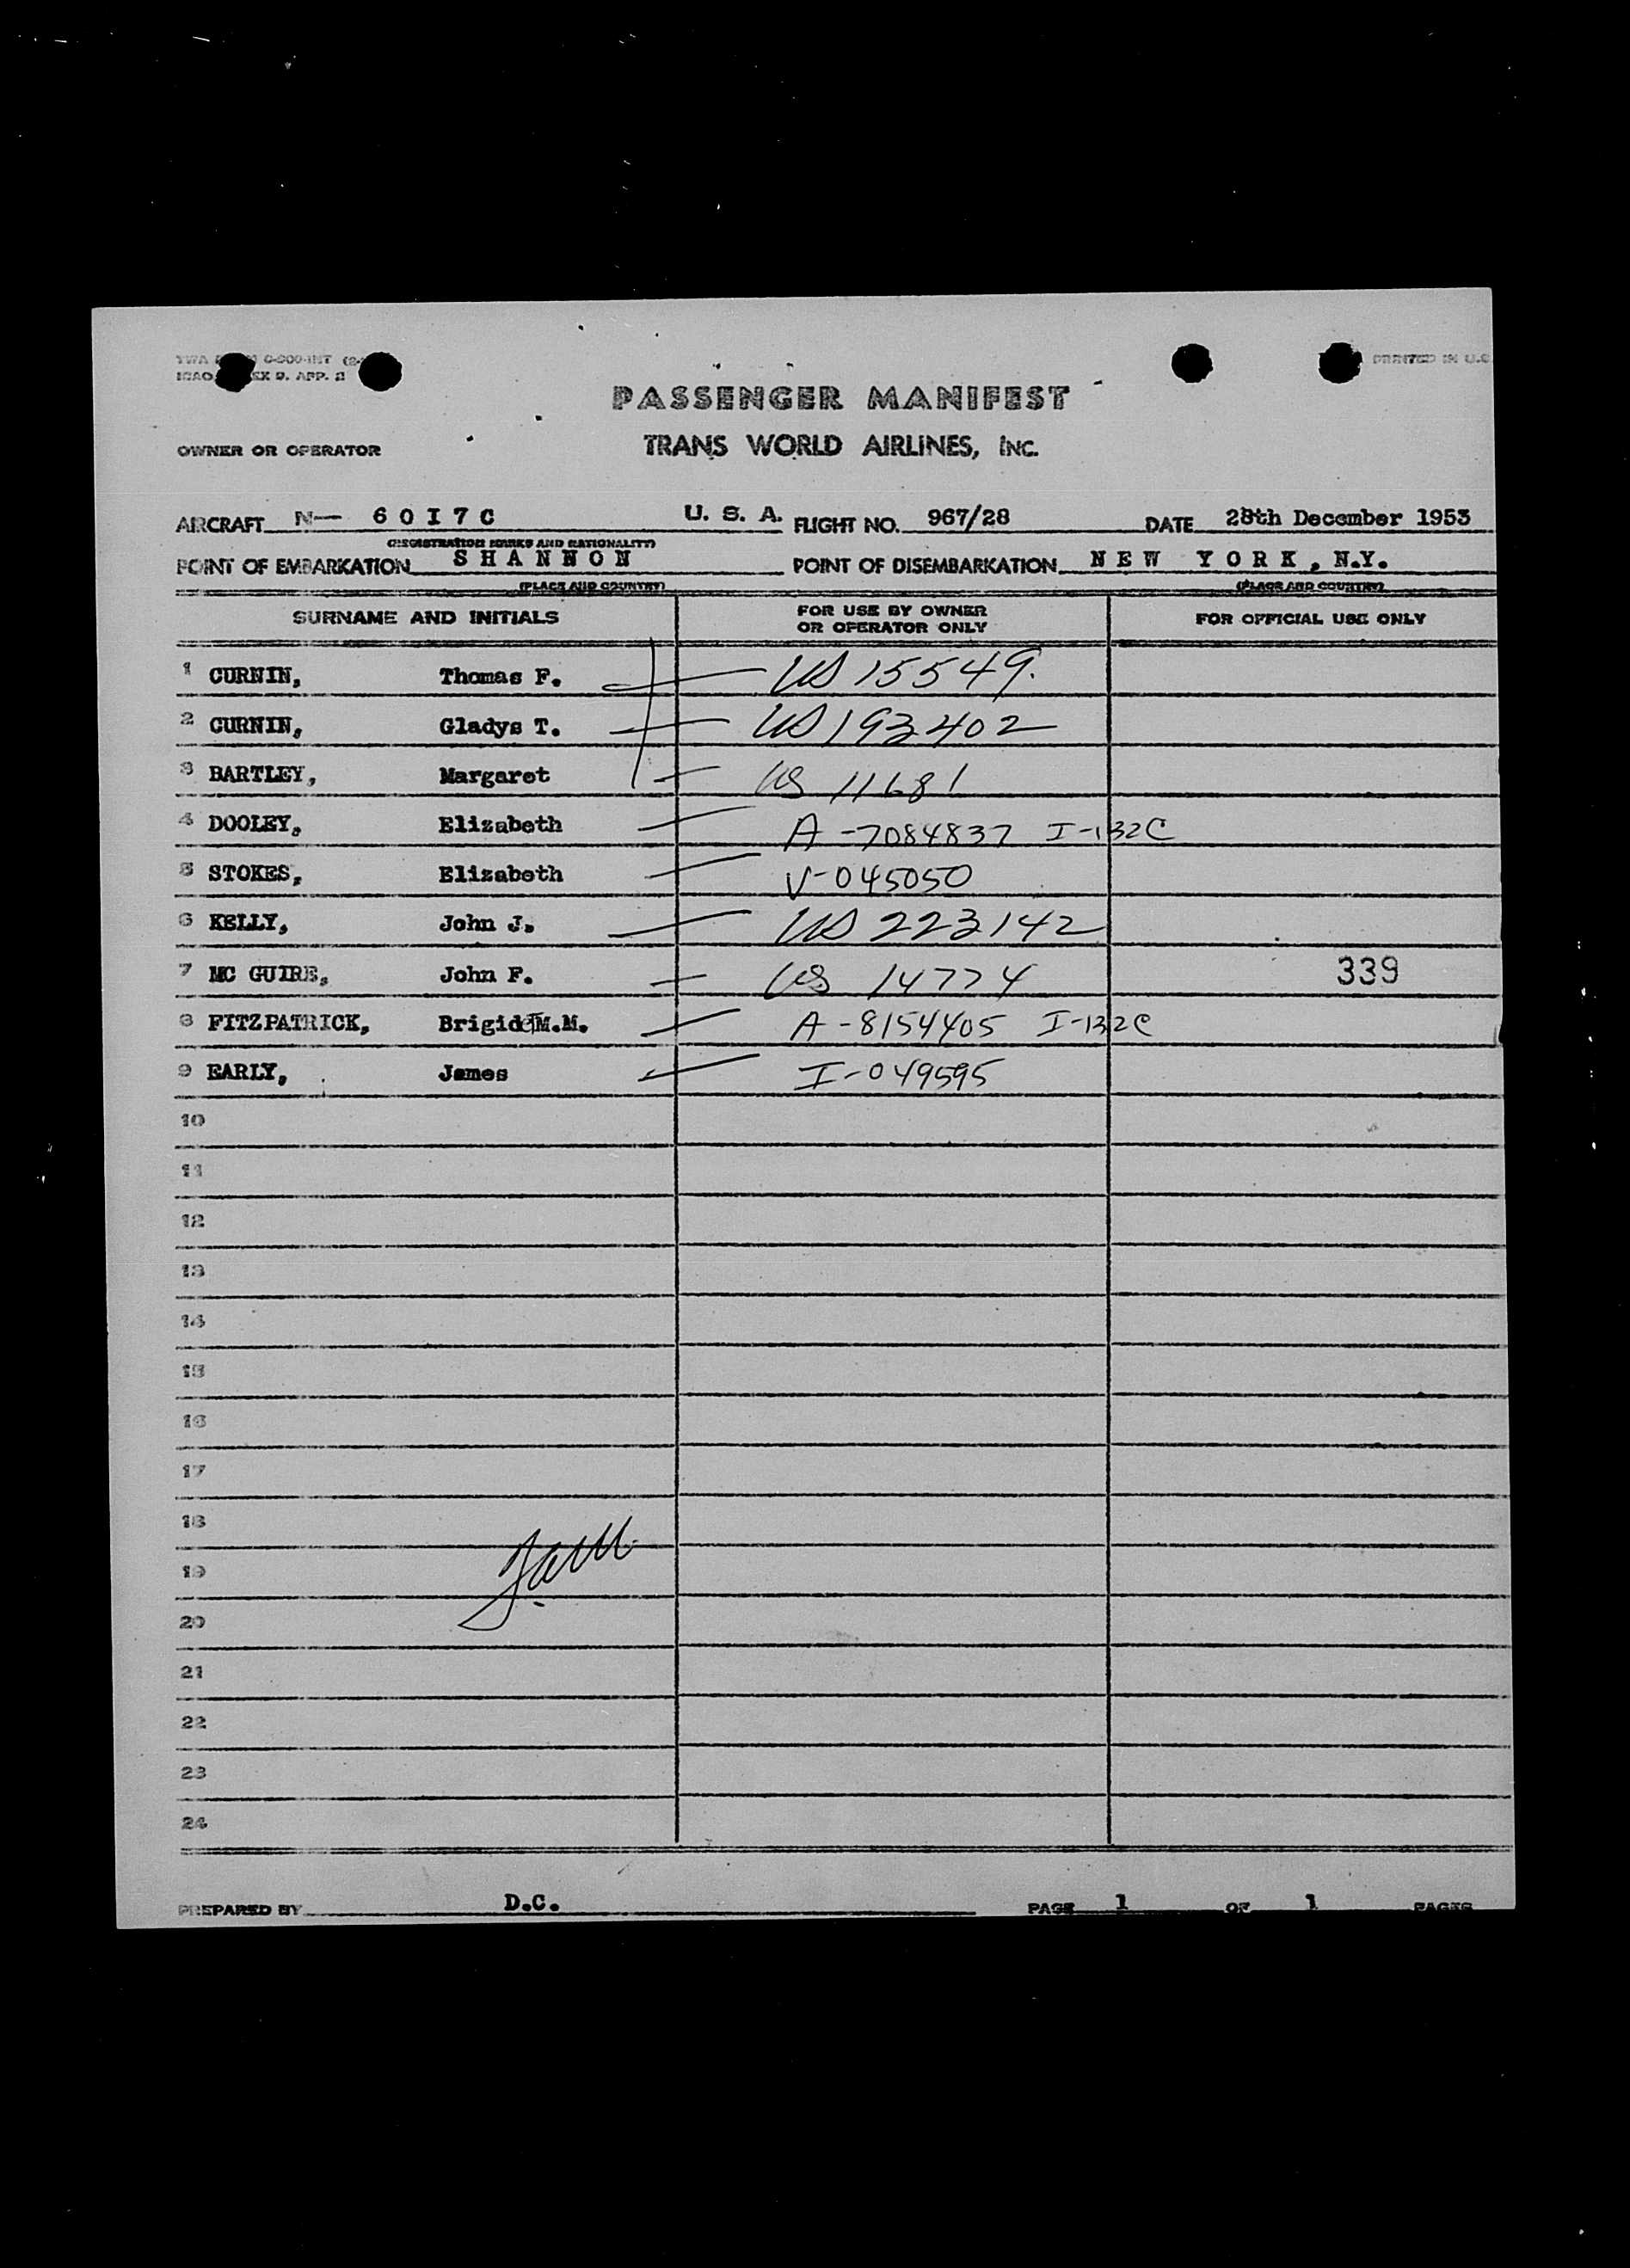 PRINTED IN U.S.
PASSENGER MANIFEST
OWNER OR OPERATOR TRANS WORLD AIRLINES, INC.
AIRCRAFT N— 6 0 I 7 C U. S. A. FLIGHT NO. 967/28 DATE 28th December 1953
(REGISTRATION MARKS AND NATIONALITY)
POINT OF EMBARKATION S H A N N O N POINT OF DISEMBARKATION N E W Y O R K , N.Y.
(PLACE AND COUNTRY) (PLACE AND COUNTRY)
SURNAME AND INITIALS FOR USE BY OWNER OR OPERATOR ONLY FOR OFFICIAL USE ONLY
1 CURNIN, Thomas F. US 15549.
2 CURNIN, Gladys T. US 193402
3 BARTLEY, Margaret US 11681
4 DOOLEY, Elizabeth A-7084837 I-132C
5 STOKES, Elizabeth V-045050
6 KELLY, John J. US 223142
7 MC GUIRE, John F. US 14774 339
8 FITZPATRICK, Brigid M.M. A-8154405 I-132C
9 EARLY, James I-049595
10
11
12
13
14
15
16
17
18
19
20
21
22
23
24
PREPARED BY D.C. PAGE 1 OF 1 PAGES